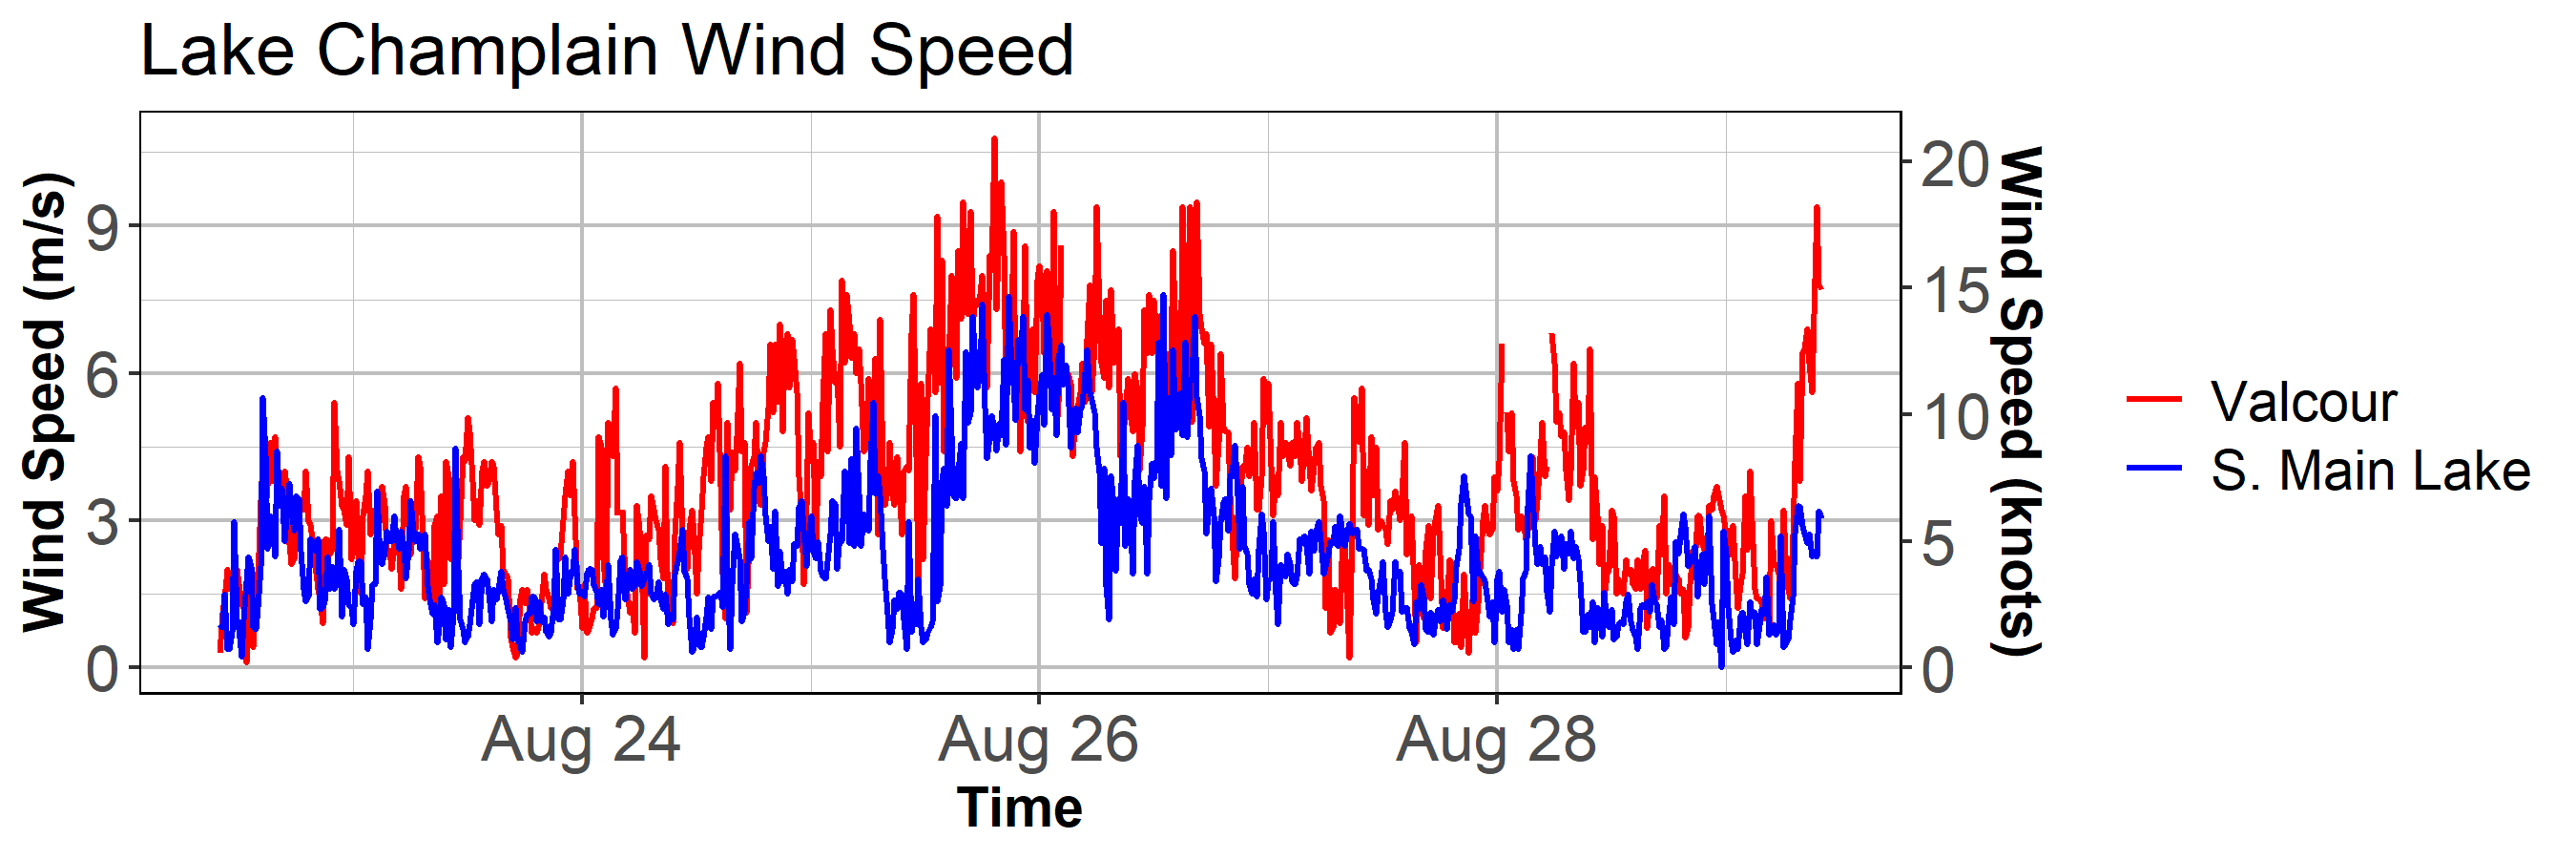 Lake Champlain Wind Speed
Wind Speed (m/s)
9
6
3
0
20
15
10
5
0
Wind Speed (knots)
Aug 24 Aug 26 Aug 28
Time
Valcour
S. Main Lake